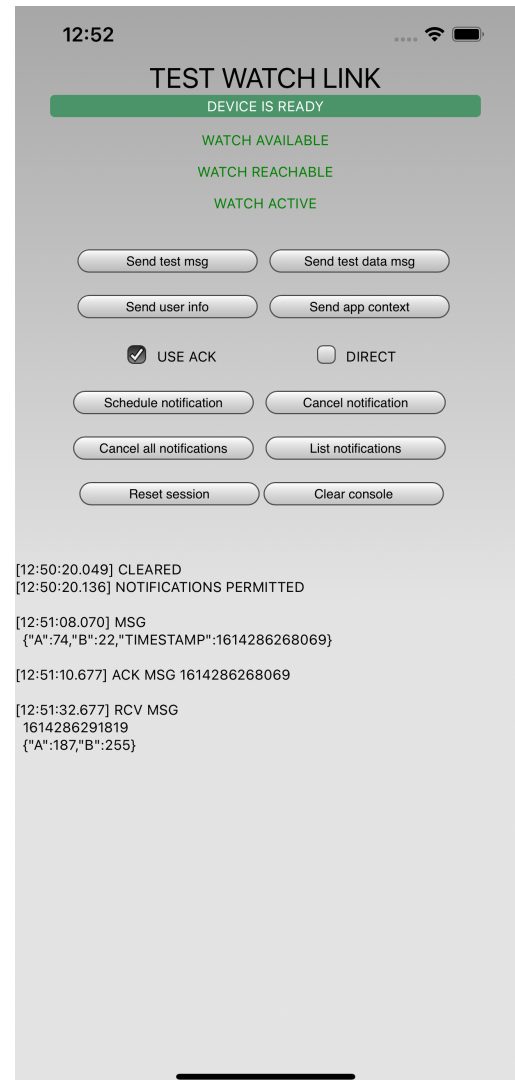 12:52
TEST WATCH LINK
DEVICE IS READY
WATCH AVAILABLE
WATCH REACHABLE
WATCH ACTIVE
Send test msg
Send test data msg
Send user info
Send app context
USE ACK
DIRECT
Schedule notification
Cancel notification
Cancel all notifications
List notifications
Reset session
Clear console
[12:50:20.049] CLEARED
[12:50:20.136] NOTIFICATIONS PERMITTED
[12:51:08.070] MSG
{"A":74,"B":22,"TIMESTAMP":1614286268069}
[12:51:10.677] ACK MSG 1614286268069
[12:51:32.677] RCV MSG
1614286291819
{"A":187,"B":255}